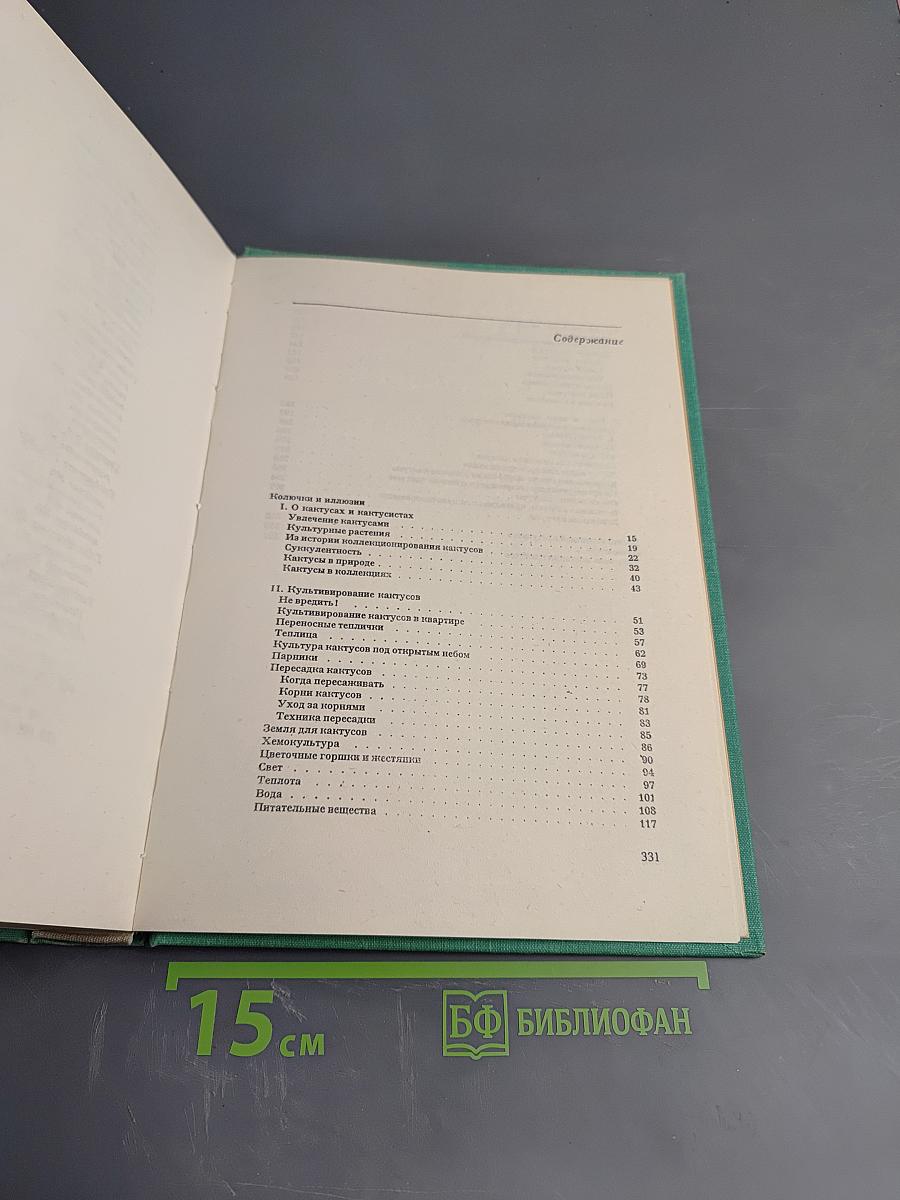 Содержание
Колючки и иллюзии
I. О кактусах и кактусистах
Увлечение кактусами . . . . 15
Культурные растения . . . . 19
Из истории коллекционирования кактусов . . . . 22
Суккулентность . . . . 32
Кактусы в природе . . . . 40
Кактусы в коллекциях . . . . 43
II. Культивирование кактусов
Не вредить! . . . . 51
Культивирование кактусов в квартире . . . . 53
Переносные теплички . . . . 57
Теплица . . . . 62
Культура кактусов под открытым небом . . . . 69
Парники . . . . 73
Пересадка кактусов . . . . 77
Когда пересаживать . . . . 78
Корни кактусов . . . . 81
Уход за корнями . . . . 83
Техника пересадки . . . . 85
Земля для кактусов . . . . 86
Хемокультура . . . . 90
Цветочные горшки и жестянки . . . . 94
Свет . . . . 97
Теплота . . . . 101
Вода . . . . 108
Питательные вещества . . . . 117
331
15 см
БФ БИБЛИОФАН